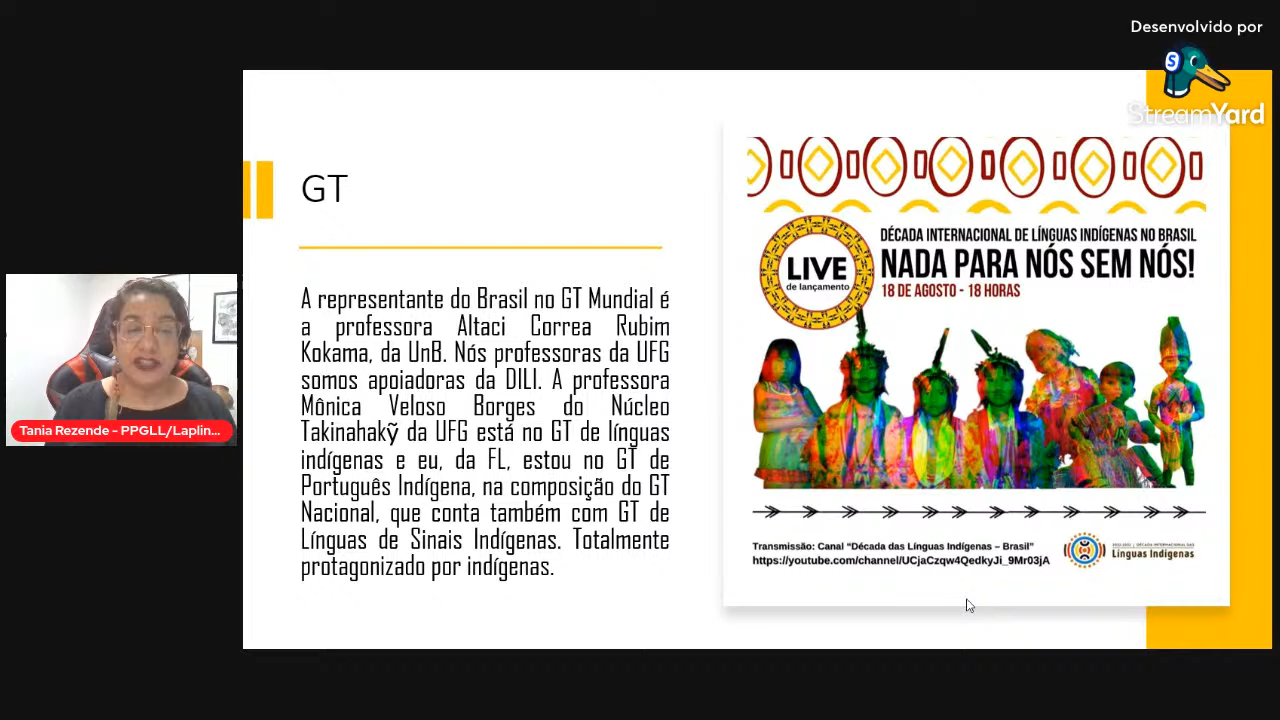 Desenvolvido por
StreamYard
GT
A representante do Brasil no GT Mundial é
a professora Altaci Correa Rubim
Kokama, da UnB. Nós professoras da UFG
somos apoiadoras da DILI. A professora
Mônica Veloso Borges do Núcleo
Takinahakỹ da UFG está no GT de línguas
indígenas e eu, da FL, estou no GT de
Português Indígena, na composição do GT
Nacional, que conta também com GT de
Línguas de Sinais Indígenas. Totalmente
protagonizado por indígenas.
LIVE
de lançamento
DÉCADA INTERNACIONAL DE LÍNGUAS INDÍGENAS NO BRASIL
NADA PARA NÓS SEM NÓS!
18 DE AGOSTO - 18 HORAS
Transmissão: Canal “Década das Línguas Indígenas – Brasil”
https://youtube.com/channel/UCjaCzqw4QedkyJi_9Mr03jA
2022-2032 | DÉCADA INTERNACIONAL DAS
Línguas Indígenas
Tania Rezende - PPGLL/Laplin...